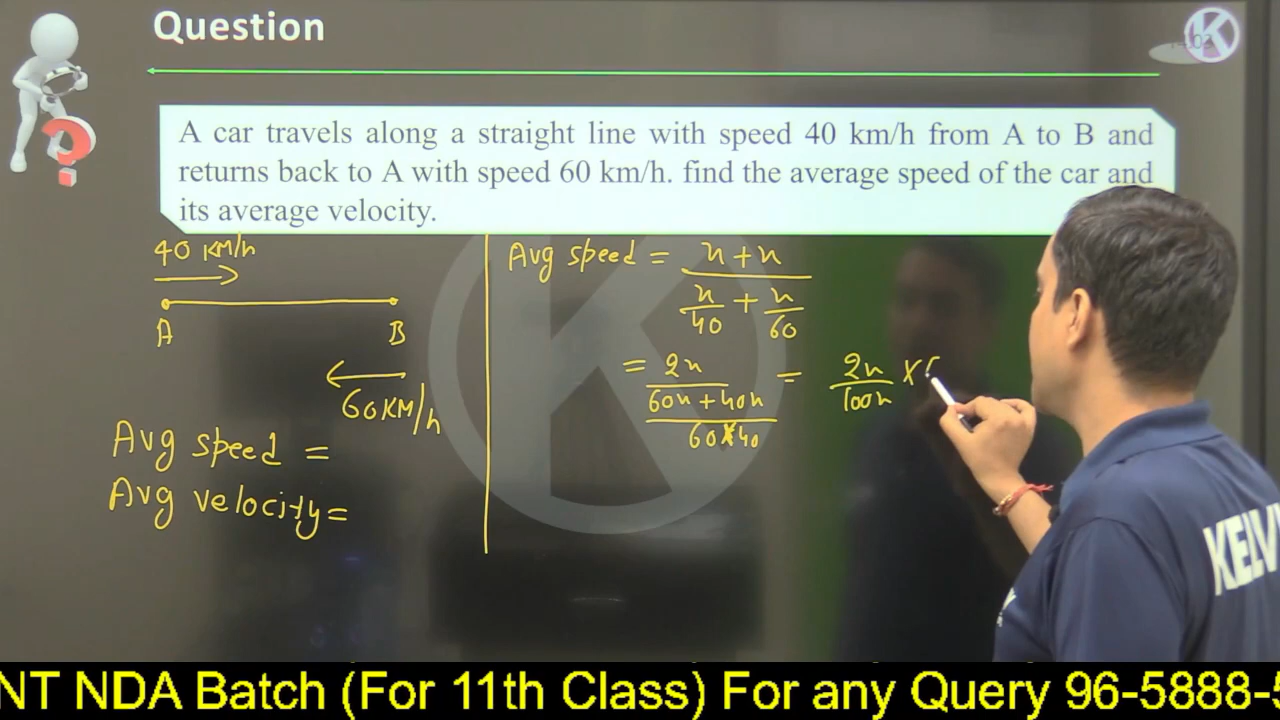 Question
A car travels along a straight line with speed 40 km/h from A to B and
returns back to A with speed 60 km/h. find the average speed of the car and
its average velocity.
40 KM/h
A B
60KM/h
Avg speed =
Avg velocity=
Avg speed = x+x
x/40 + x/60
= 2x / (60x+40x / 60×40) = 2x/100x ×
K
KELV
NT NDA Batch (For 11th Class) For any Query 96-5888-5